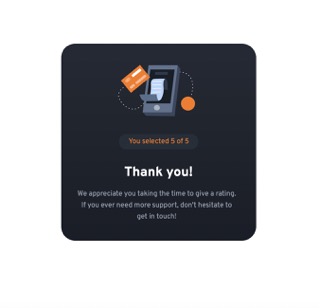 You selected 5 of 5
Thank you!
We appreciate you taking the time to give a rating.
If you ever need more support, don't hesitate to
get in touch!